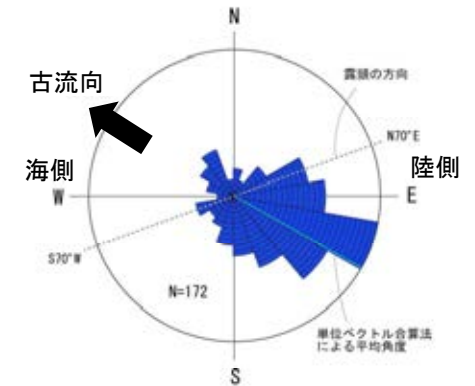 N
古流向
露頭の方向
N70°E
海側
陸側
W
E
S70°W
N=172
単位ベクトル合算法
による平均角度
S